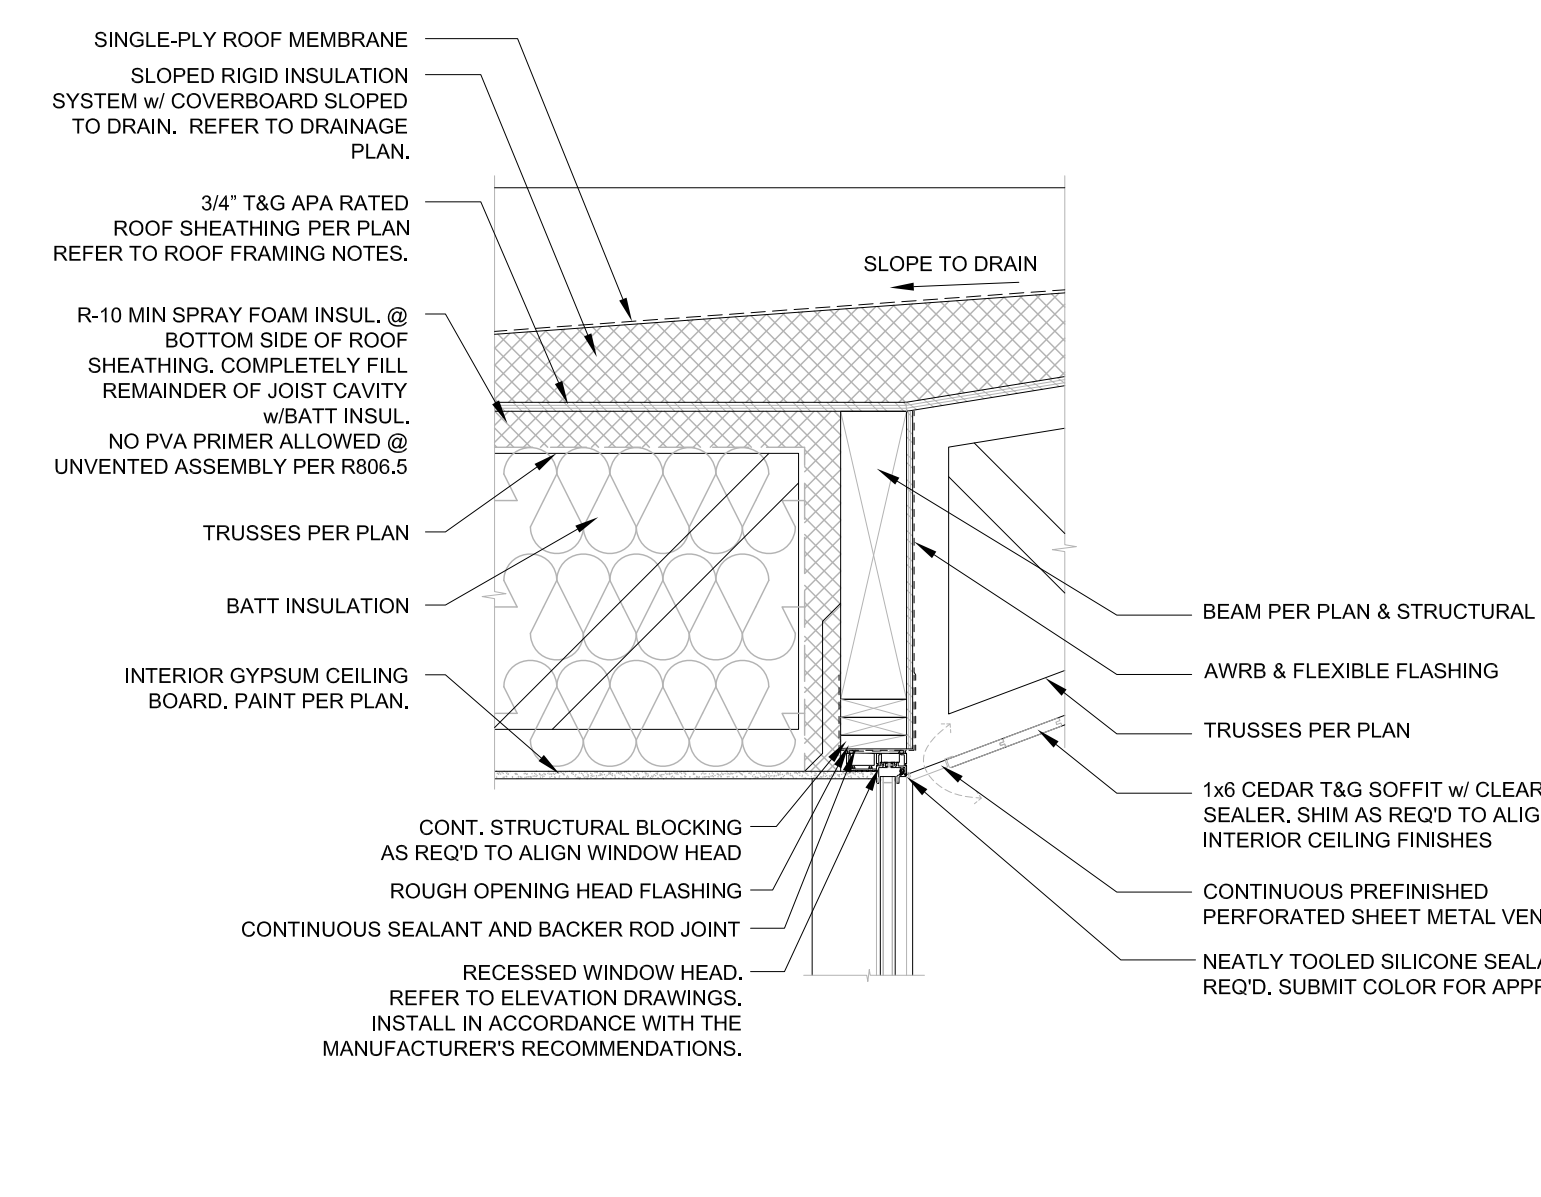 SINGLE-PLY ROOF MEMBRANE
SLOPED RIGID INSULATION
SYSTEM w/ COVERBOARD SLOPED
TO DRAIN. REFER TO DRAINAGE
PLAN.
3/4” T&G APA RATED
ROOF SHEATHING PER PLAN
REFER TO ROOF FRAMING NOTES.
R-10 MIN SPRAY FOAM INSUL. @
BOTTOM SIDE OF ROOF
SHEATHING. COMPLETELY FILL
REMAINDER OF JOIST CAVITY
w/BATT INSUL.
NO PVA PRIMER ALLOWED @
UNVENTED ASSEMBLY PER R806.5
TRUSSES PER PLAN
BATT INSULATION
INTERIOR GYPSUM CEILING
BOARD. PAINT PER PLAN.
CONT. STRUCTURAL BLOCKING
AS REQ'D TO ALIGN WINDOW HEAD
ROUGH OPENING HEAD FLASHING
CONTINUOUS SEALANT AND BACKER ROD JOINT
RECESSED WINDOW HEAD.
REFER TO ELEVATION DRAWINGS.
INSTALL IN ACCORDANCE WITH THE
MANUFACTURER'S RECOMMENDATIONS.
SLOPE TO DRAIN
BEAM PER PLAN & STRUCTURAL
AWRB & FLEXIBLE FLASHING
TRUSSES PER PLAN
1x6 CEDAR T&G SOFFIT w/ CLEAR
SEALER. SHIM AS REQ'D TO ALIG
INTERIOR CEILING FINISHES
CONTINUOUS PREFINISHED
PERFORATED SHEET METAL VEN
NEATLY TOOLED SILICONE SEALA
REQ'D. SUBMIT COLOR FOR APPR